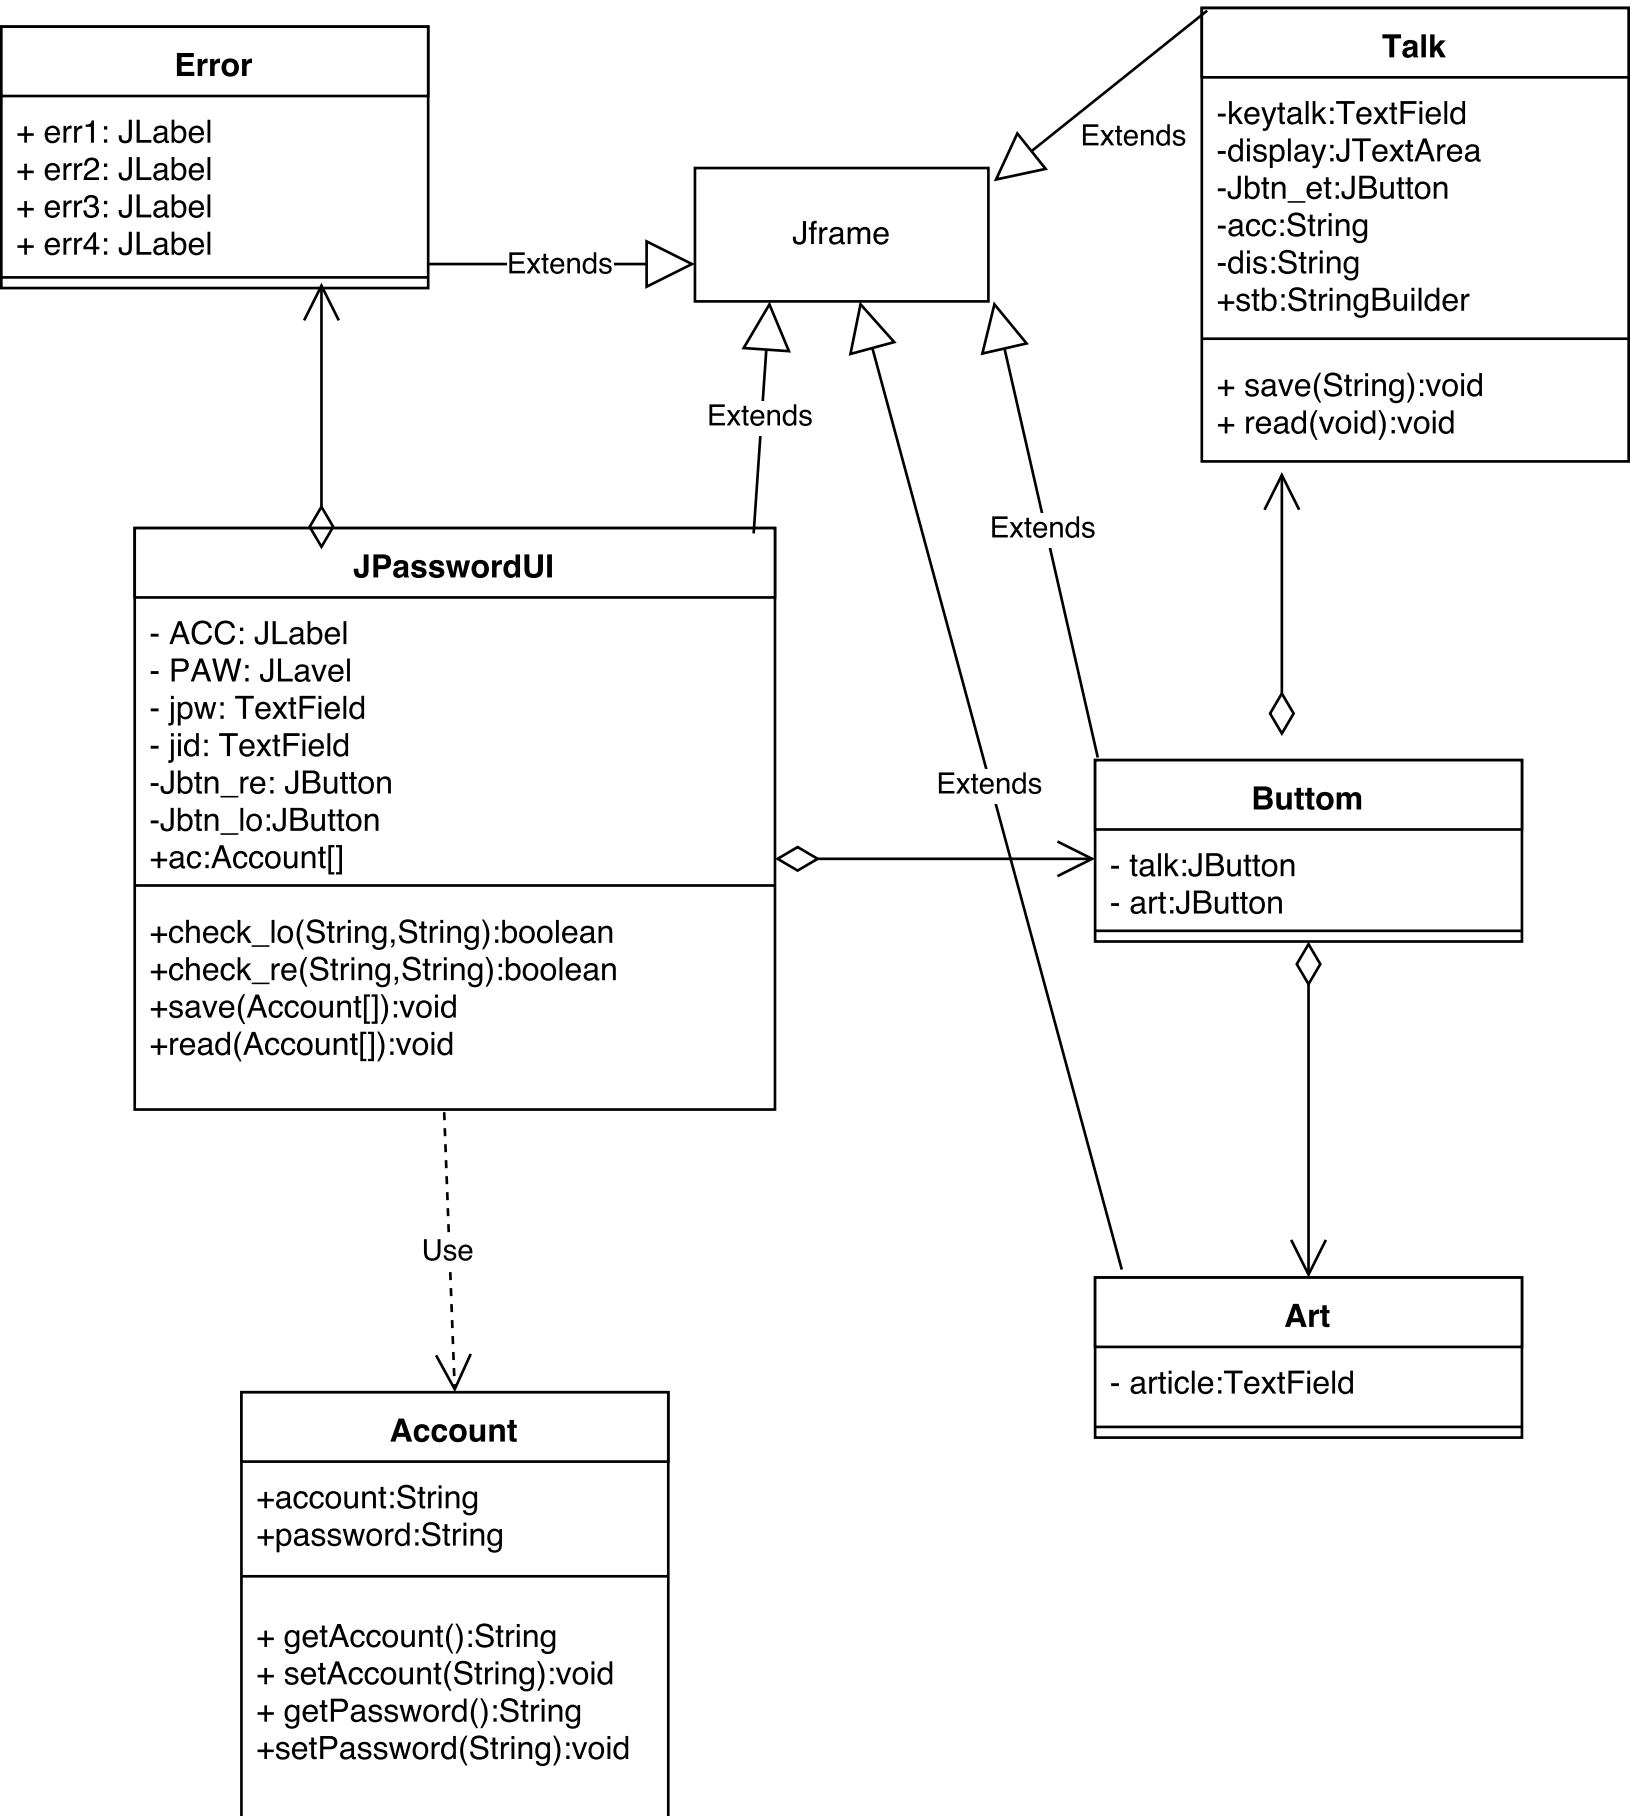 Error
+ err1: JLabel
+ err2: JLabel
+ err3: JLabel
+ err4: JLabel
Extends
Jframe
Extends
Talk
-keytalk:TextField
-display:JTextArea
-Jbtn_et:JButton
-acc:String
-dis:String
+stb:StringBuilder
+ save(String):void
+ read(void):void
Extends
Extends
Extends
JPasswordUI
- ACC: JLabel
- PAW: JLavel
- jpw: TextField
- jid: TextField
-Jbtn_re: JButton
-Jbtn_lo:JButton
+ac:Account[]
+check_lo(String,String):boolean
+check_re(String,String):boolean
+save(Account[]):void
+read(Account[]):void
Buttom
- talk:JButton
- art:JButton
Use
Art
- article:TextField
Account
+account:String
+password:String
+ getAccount():String
+ setAccount(String):void
+ getPassword():String
+setPassword(String):void